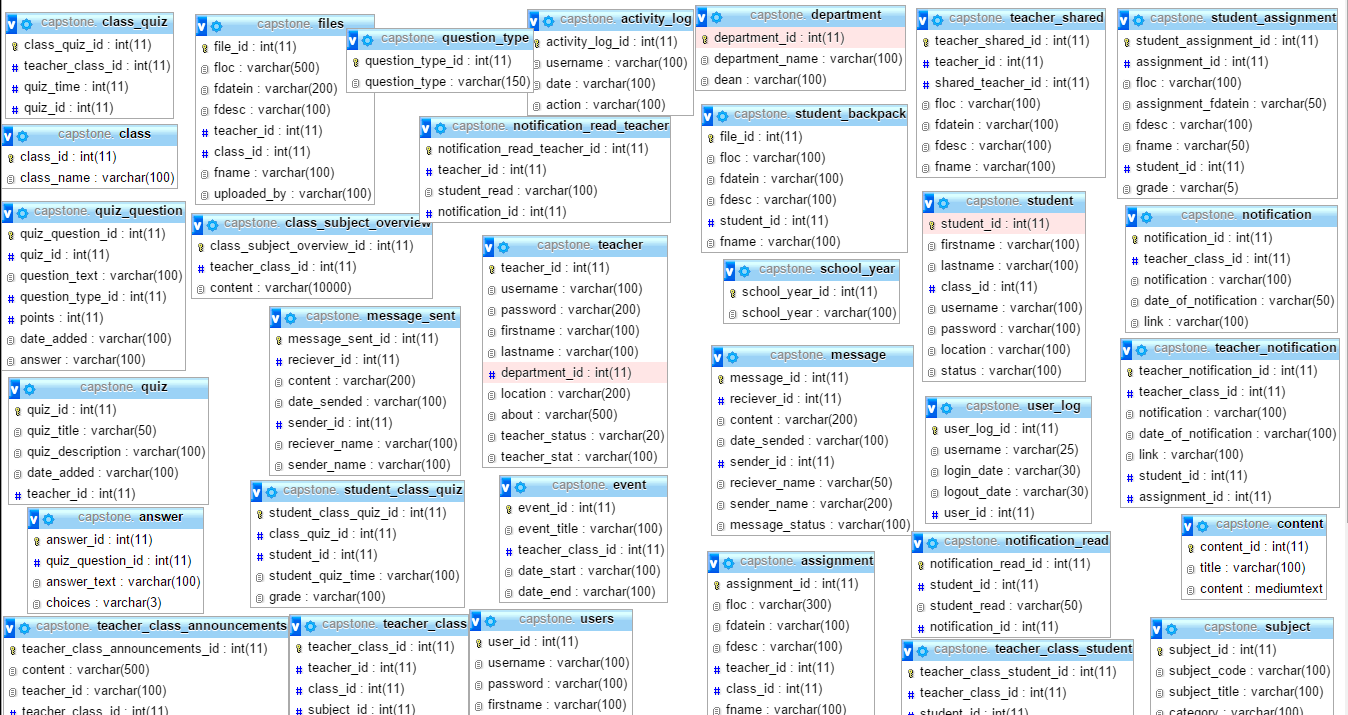 capstone. class_quiz
class_quiz_id : int(11)
teacher_class_id : int(11)
quiz_time : int(11)
quiz_id : int(11)
capstone. class
class_id : int(11)
class_name : varchar(100)
capstone. quiz_question
quiz_question_id : int(11)
quiz_id : int(11)
question_text : varchar(100)
question_type_id : int(11)
points : int(11)
date_added : varchar(100)
answer : varchar(100)
capstone. quiz
quiz_id : int(11)
quiz_title : varchar(50)
quiz_description : varchar(100)
date_added : varchar(100)
teacher_id : int(11)
capstone. answer
answer_id : int(11)
quiz_question_id : int(11)
answer_text : varchar(100)
choices : varchar(3)
capstone. teacher_class_announcements
teacher_class_announcements_id : int(11)
content : varchar(500)
teacher_id : varchar(100)
teacher_class_id : int(11)
capstone. files
file_id : int(11)
floc : varchar(500)
fdatein : varchar(200)
fdesc : varchar(100)
teacher_id : int(11)
class_id : int(11)
fname : varchar(100)
uploaded_by : varchar(100)
capstone. class_subject_overview
class_subject_overview_id : int(11)
teacher_class_id : int(11)
content : varchar(10000)
capstone. message_sent
message_sent_id : int(11)
reciever_id : int(11)
content : varchar(200)
date_sended : varchar(100)
sender_id : int(11)
reciever_name : varchar(100)
sender_name : varchar(100)
capstone. student_class_quiz
student_class_quiz_id : int(11)
class_quiz_id : int(11)
student_id : int(11)
student_quiz_time : varchar(100)
grade : varchar(100)
capstone. teacher_class
teacher_class_id : int(11)
teacher_id : int(11)
class_id : int(11)
subject_id : int(11)
capstone. question_type
question_type_id : int(11)
question_type : varchar(150)
capstone. activity_log
activity_log_id : int(11)
username : varchar(100)
date : varchar(100)
action : varchar(100)
capstone. notification_read_teacher
notification_read_teacher_id : int(11)
teacher_id : int(11)
student_read : varchar(100)
notification_id : int(11)
capstone. teacher
teacher_id : int(11)
username : varchar(100)
password : varchar(200)
firstname : varchar(100)
lastname : varchar(100)
department_id : int(11)
location : varchar(200)
about : varchar(500)
teacher_status : varchar(20)
teacher_stat : varchar(100)
capstone. event
event_id : int(11)
event_title : varchar(100)
teacher_class_id : int(11)
date_start : varchar(100)
date_end : varchar(100)
capstone. users
user_id : int(11)
username : varchar(100)
password : varchar(100)
firstname : varchar(100)
capstone. department
department_id : int(11)
department_name : varchar(100)
dean : varchar(100)
capstone. student_backpack
file_id : int(11)
floc : varchar(100)
fdatein : varchar(100)
fdesc : varchar(100)
student_id : int(11)
fname : varchar(100)
capstone. school_year
school_year_id : int(11)
school_year : varchar(100)
capstone. message
message_id : int(11)
reciever_id : int(11)
content : varchar(200)
date_sended : varchar(100)
sender_id : int(11)
reciever_name : varchar(50)
sender_name : varchar(200)
message_status : varchar(100)
capstone. assignment
assignment_id : int(11)
floc : varchar(300)
fdatein : varchar(100)
fdesc : varchar(100)
teacher_id : int(11)
class_id : int(11)
fname : varchar(100)
capstone. teacher_shared
teacher_shared_id : int(11)
teacher_id : int(11)
shared_teacher_id : int(11)
floc : varchar(100)
fdatein : varchar(100)
fdesc : varchar(100)
fname : varchar(100)
capstone. student
student_id : int(11)
firstname : varchar(100)
lastname : varchar(100)
class_id : int(11)
username : varchar(100)
password : varchar(100)
location : varchar(100)
status : varchar(100)
capstone. user_log
user_log_id : int(11)
username : varchar(25)
login_date : varchar(30)
logout_date : varchar(30)
user_id : int(11)
capstone. notification_read
notification_read_id : int(11)
student_id : int(11)
student_read : varchar(50)
notification_id : int(11)
capstone. teacher_class_student
teacher_class_student_id : int(11)
teacher_class_id : int(11)
student_id : int(11)
capstone. student_assignment
student_assignment_id : int(11)
assignment_id : int(11)
floc : varchar(100)
assignment_fdatein : varchar(50)
fdesc : varchar(100)
fname : varchar(50)
student_id : int(11)
grade : varchar(5)
capstone. notification
notification_id : int(11)
teacher_class_id : int(11)
notification : varchar(100)
date_of_notification : varchar(50)
link : varchar(100)
capstone. teacher_notification
teacher_notification_id : int(11)
teacher_class_id : int(11)
notification : varchar(100)
date_of_notification : varchar(100)
link : varchar(100)
student_id : int(11)
assignment_id : int(11)
capstone. content
content_id : int(11)
title : varchar(100)
content : mediumtext
capstone. subject
subject_id : int(11)
subject_code : varchar(100)
subject_title : varchar(100)
category : varchar(100)